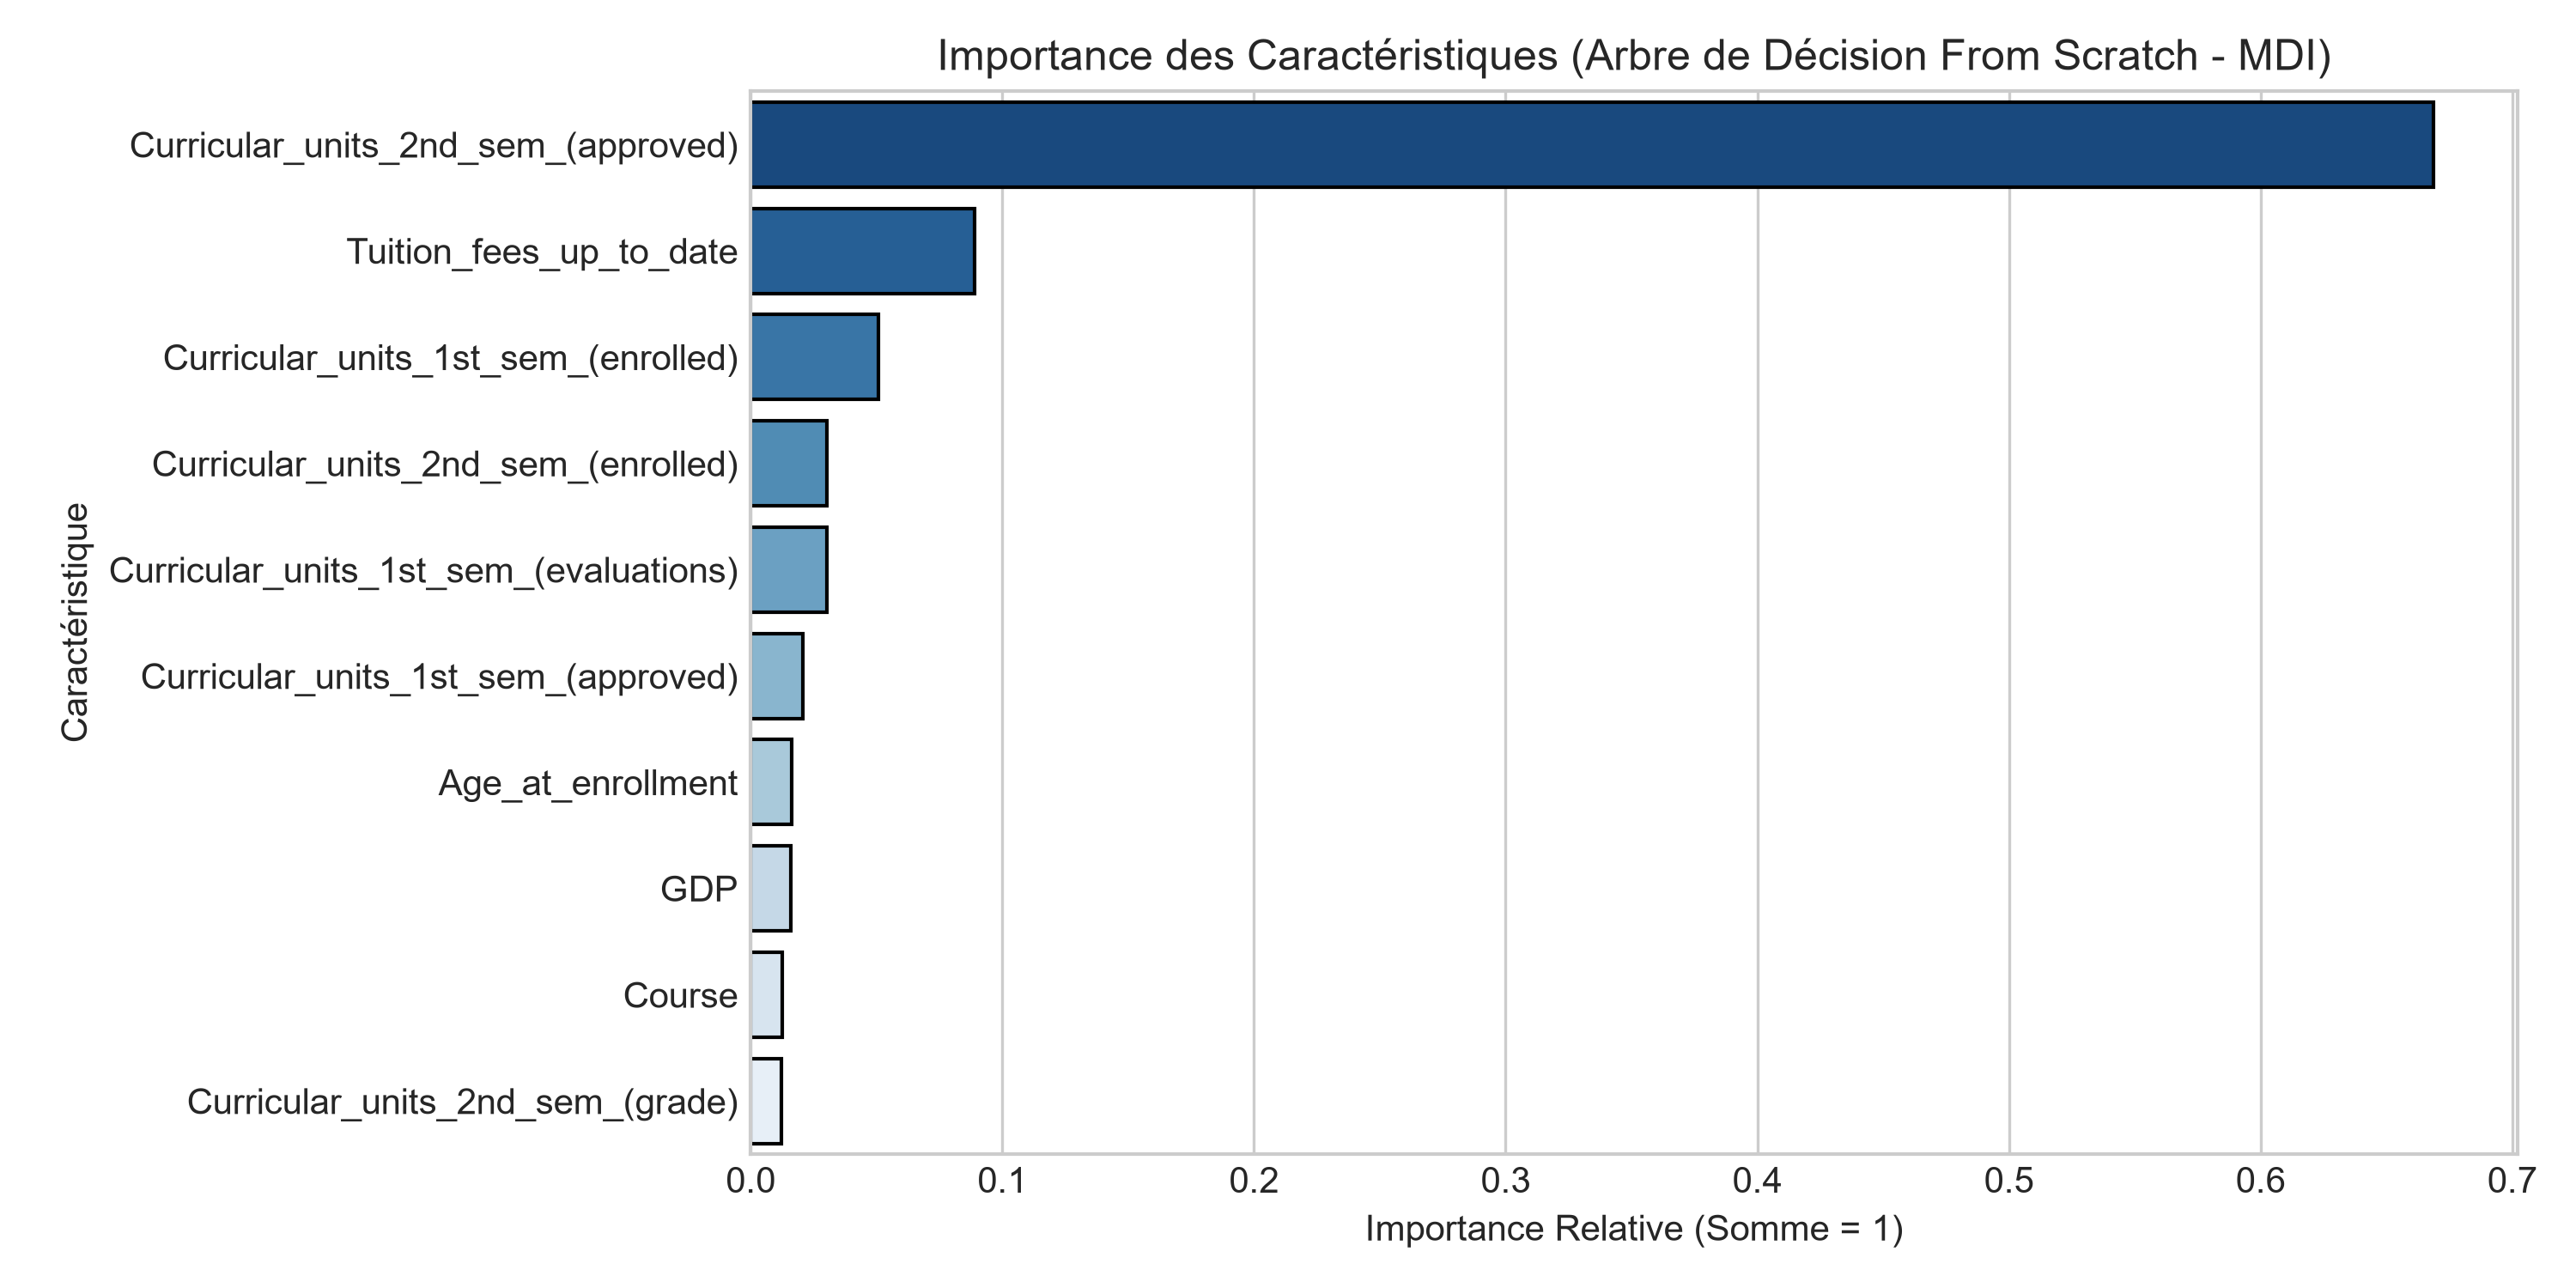 Importance des Caractéristiques (Arbre de Décision From Scratch - MDI)
Caractéristique
Curricular_units_2nd_sem_(approved)
Tuition_fees_up_to_date
Curricular_units_1st_sem_(enrolled)
Curricular_units_2nd_sem_(enrolled)
Curricular_units_1st_sem_(evaluations)
Curricular_units_1st_sem_(approved)
Age_at_enrollment
GDP
Course
Curricular_units_2nd_sem_(grade)
0.0 0.1 0.2 0.3 0.4 0.5 0.6 0.7
Importance Relative (Somme = 1)